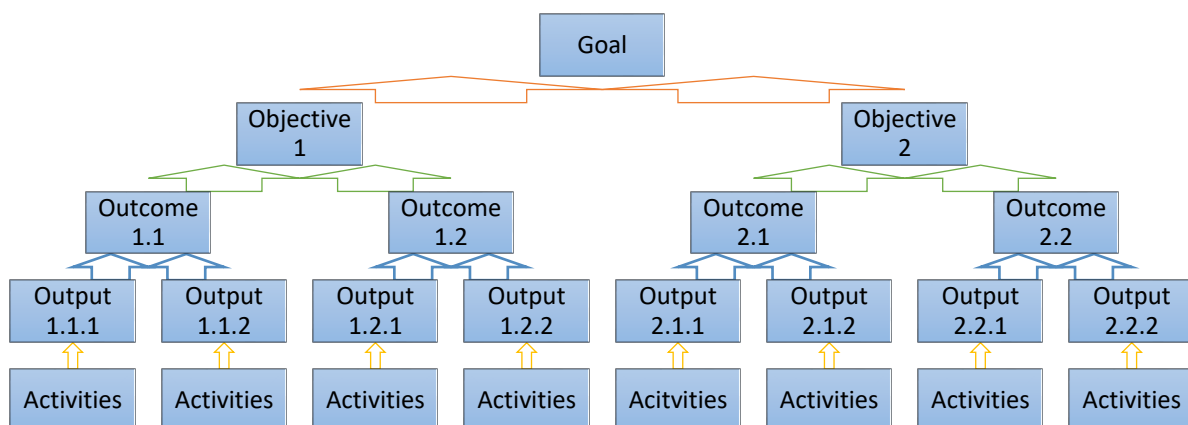 Goal
Objective
1
Objective
2
Outcome
1.1
Outcome
1.2
Outcome
2.1
Outcome
2.2
Output
1.1.1
Output
1.1.2
Output
1.2.1
Output
1.2.2
Output
2.1.1
Output
2.1.2
Output
2.2.1
Output
2.2.2
Activities
Activities
Activities
Activities
Acitvities
Activities
Activities
Activities